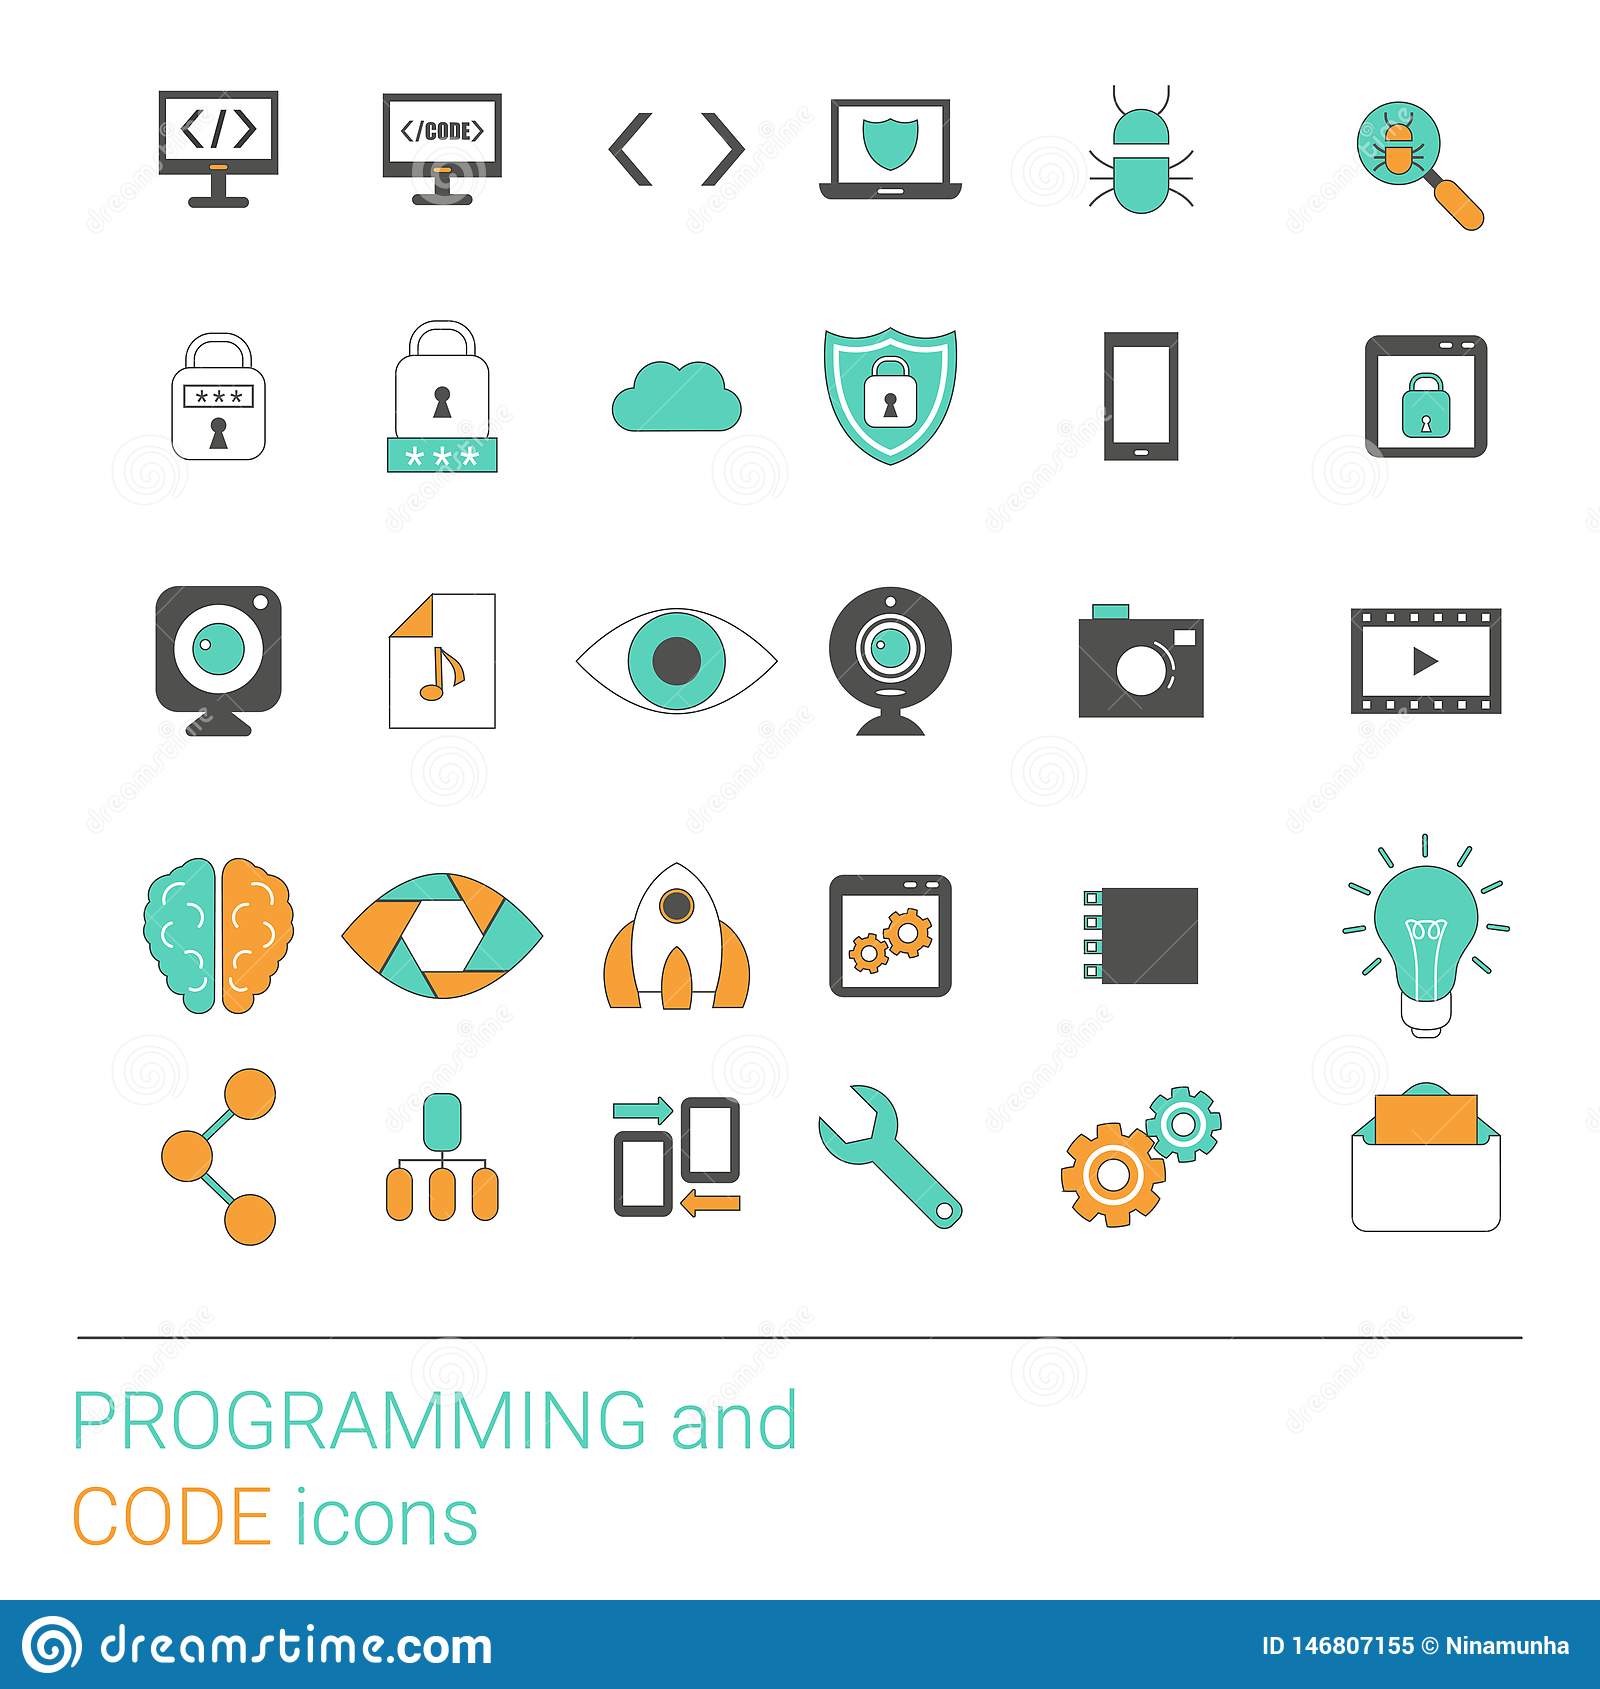 </>
</CODE>
***
***
PROGRAMMING and
CODE icons
dreamstime.com
ID 146807155 © Ninamunha